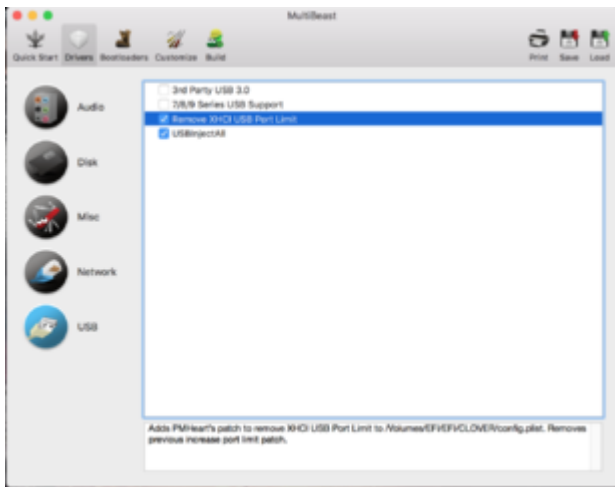 MultiBeast
Quick Start Drivers Bootloaders Customize Build Print Save Load
Audio
Disk
Misc
Network
USB
3rd Party USB 3.0
7/8/9 Series USB Support
Remove XHCI USB Port Limit
USBInjectAll
Adds PMHeart's patch to remove XHCI USB Port Limit to /Volumes/EFI/EFI/CLOVER/config.plist. Removes
previous increase port limit patch.